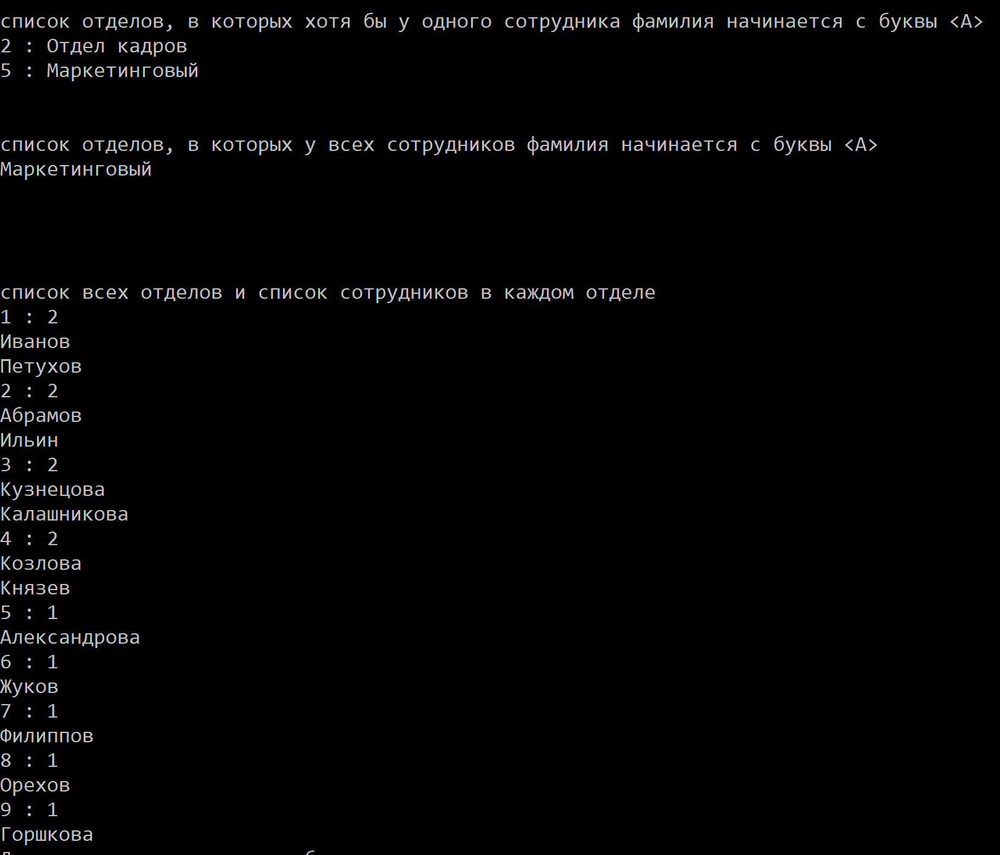 список отделов, в которых хотя бы у одного сотрудника фамилия начинается с буквы <А>
2 : Отдел кадров
5 : Маркетинговый
список отделов, в которых у всех сотрудников фамилия начинается с буквы <А>
Маркетинговый
список всех отделов и список сотрудников в каждом отделе
1 : 2
Иванов
Петухов
2 : 2
Абрамов
Ильин
3 : 2
Кузнецова
Калашникова
4 : 2
Козлова
Князев
5 : 1
Александрова
6 : 1
Жуков
7 : 1
Филиппов
8 : 1
Орехов
9 : 1
Горшкова